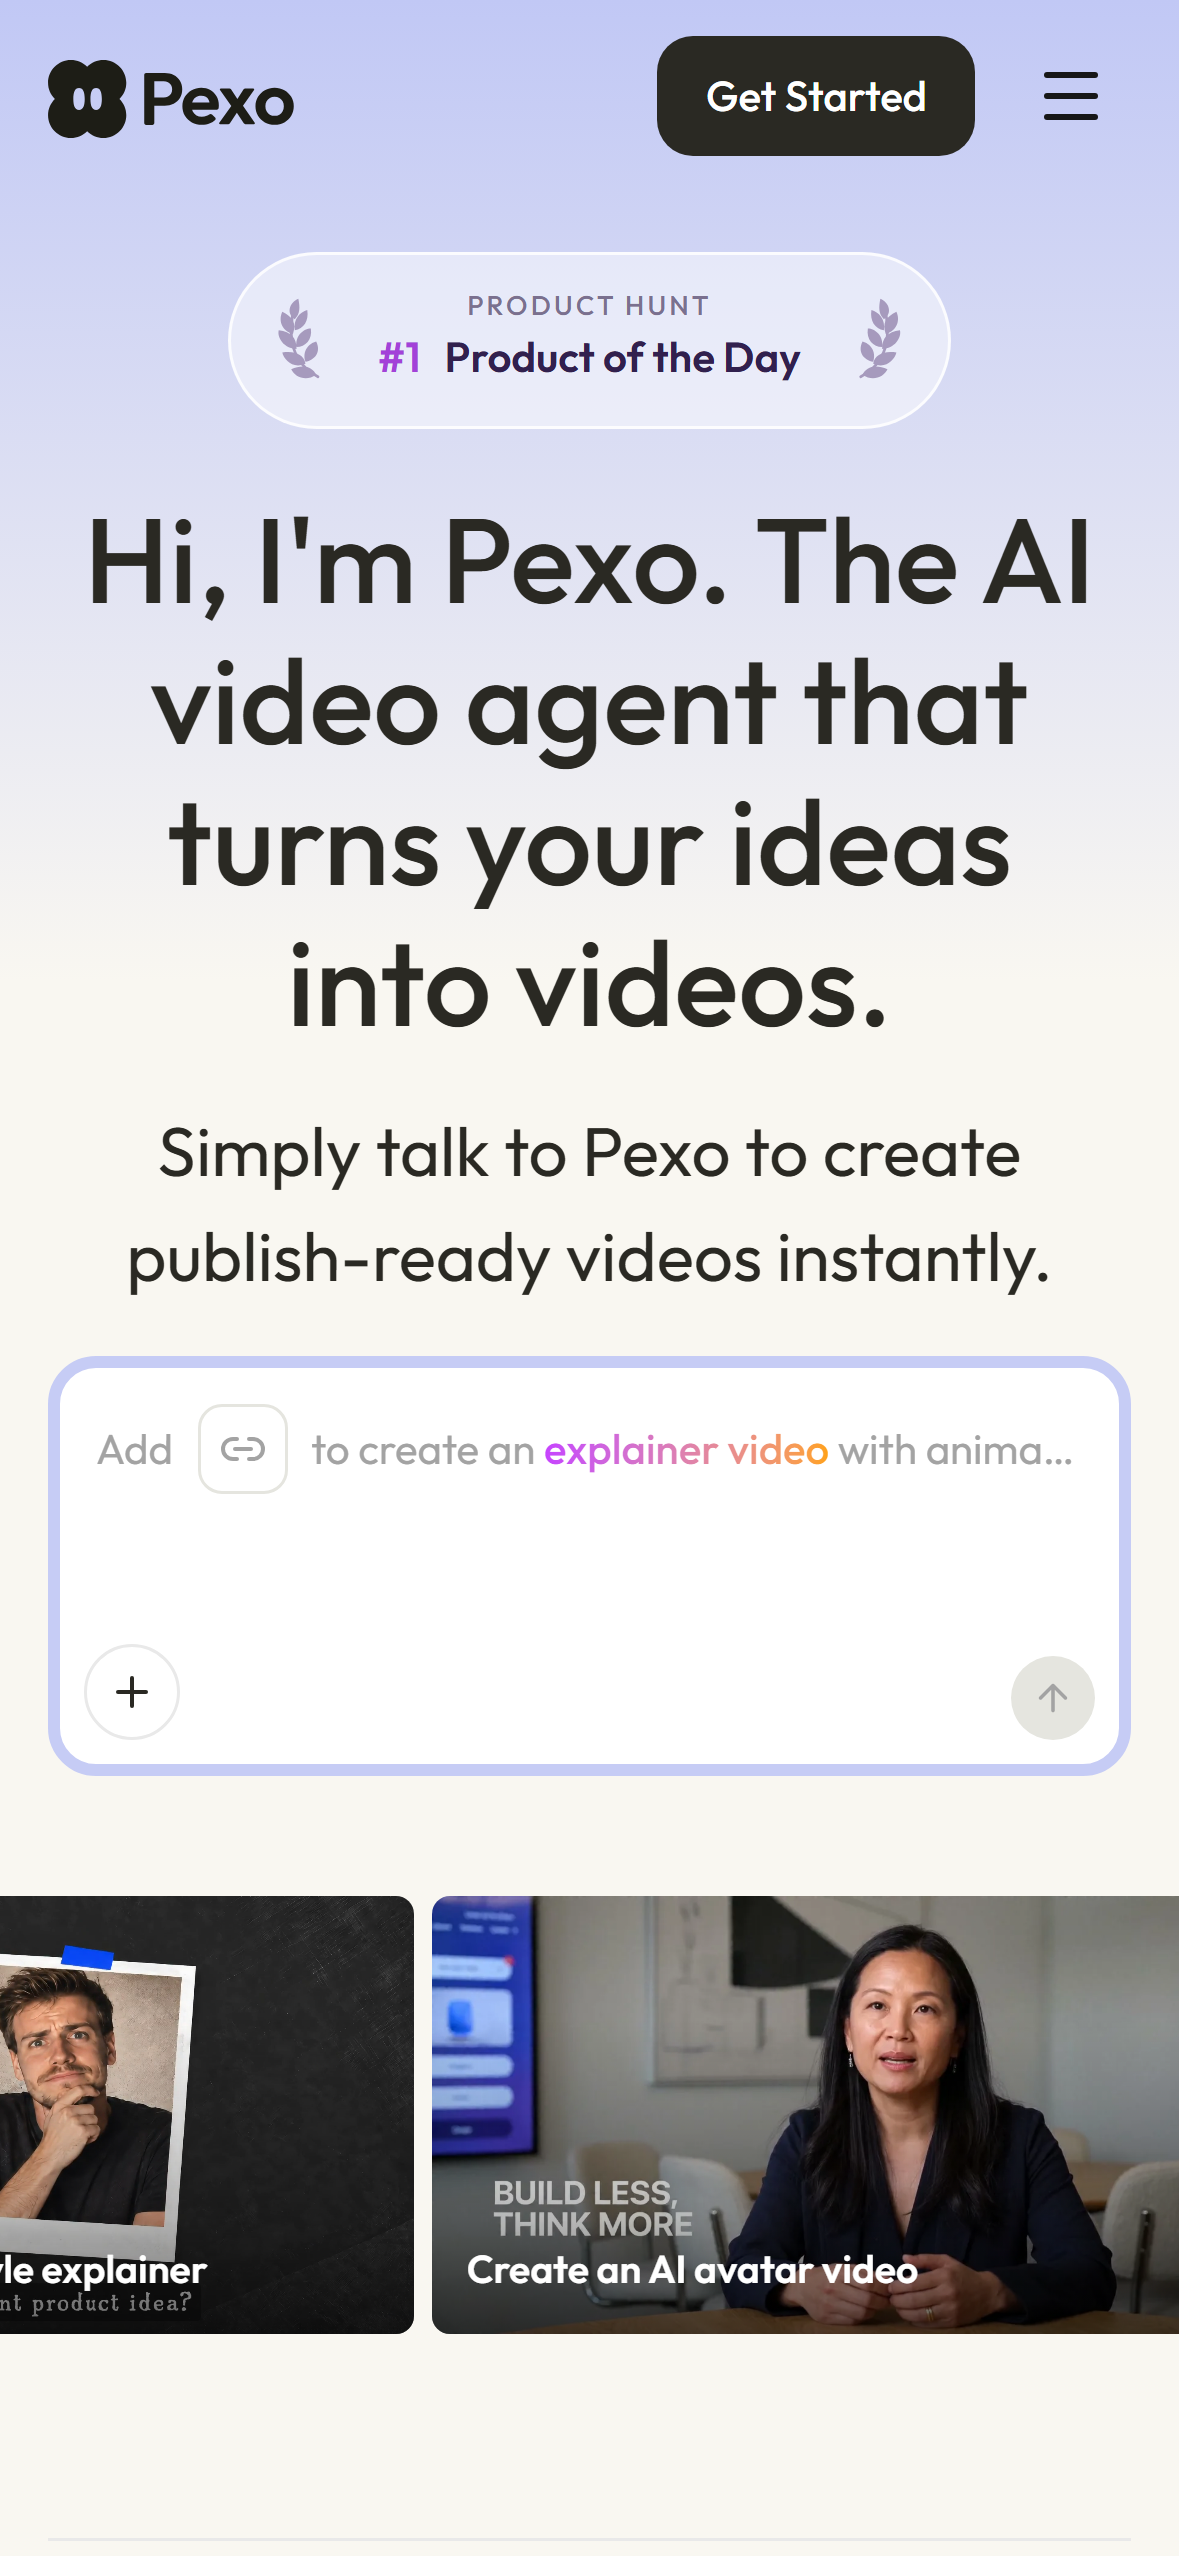 Pexo
Get Started
PRODUCT HUNT
#1 Product of the Day
Hi, I'm Pexo. The AI
video agent that
turns your ideas
into videos.
Simply talk to Pexo to create
publish-ready videos instantly.
Add to create an explainer video with anima...
explainer
product idea?
BUILD LESS,
THINK MORE
Create an AI avatar video